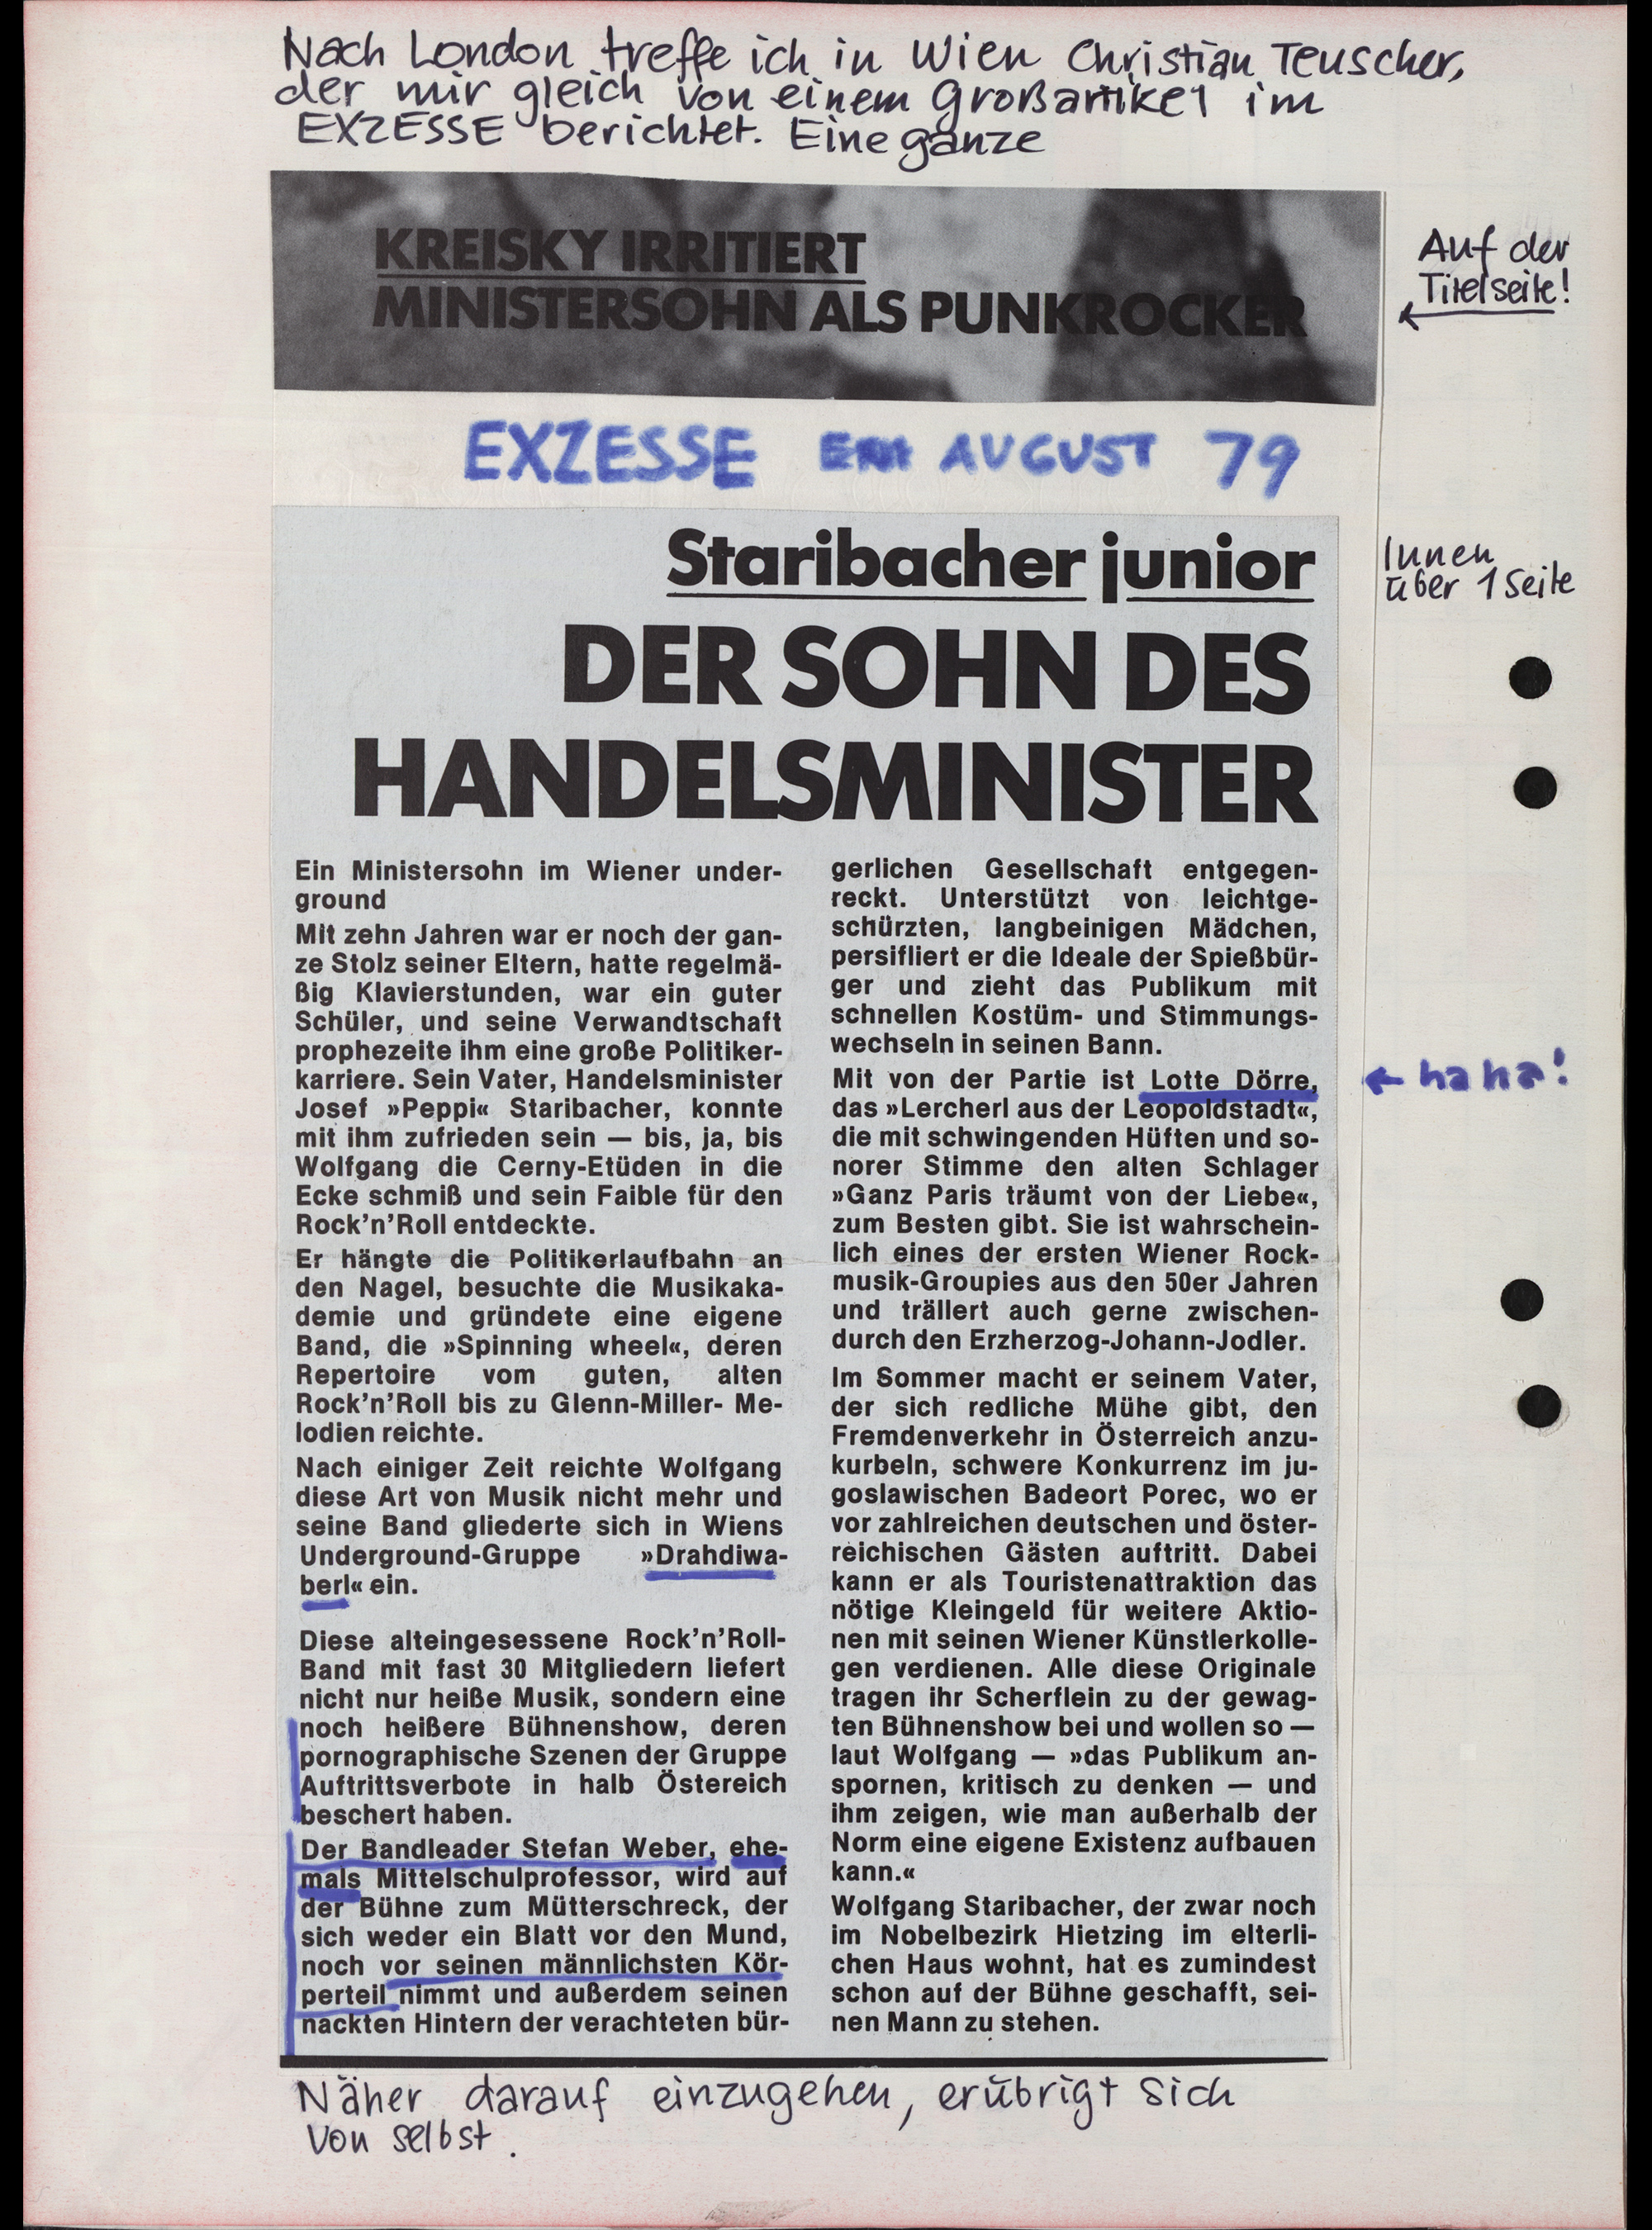 Nach London treffe ich in Wien Christian Teuscher,
der mir gleich von einem Großartikel im
EXZESSE berichtet. Eine ganze
KREISKY IRRITIERT
MINISTERSOHN ALS PUNKROCKER
Auf der
Titelseite!
EXZESSE AUGUST 79
Staribacher junior
Innen
über 1 Seite
DER SOHN DES
HANDELSMINISTER
Ein Ministersohn im Wiener under-
ground
Mit zehn Jahren war er noch der gan-
ze Stolz seiner Eltern, hatte regelmä-
ßig Klavierstunden, war ein guter
Schüler, und seine Verwandtschaft
prophezeite ihm eine große Politiker-
karriere. Sein Vater, Handelsminister
Josef »Peppi« Staribacher, konnte
mit ihm zufrieden sein — bis, ja, bis
Wolfgang die Cerny-Etüden in die
Ecke schmiß und sein Faible für den
Rock'n'Roll entdeckte.
Er hängte die Politikerlaufbahn an
den Nagel, besuchte die Musikaka-
demie und gründete eine eigene
Band, die »Spinning wheel«, deren
Repertoire vom guten, alten
Rock'n'Roll bis zu Glenn-Miller- Me-
lodien reichte.
Nach einiger Zeit reichte Wolfgang
diese Art von Musik nicht mehr und
seine Band gliederte sich in Wiens
Underground-Gruppe »Drahdiwa-
berl« ein.
Diese alteingesessene Rock'n'Roll-
Band mit fast 30 Mitgliedern liefert
nicht nur heiße Musik, sondern eine
noch heißere Bühnenshow, deren
pornographische Szenen der Gruppe
Auftrittsverbote in halb Östereich
beschert haben.
Der Bandleader Stefan Weber, ehe-
mals Mittelschulprofessor, wird auf
der Bühne zum Mütterschreck, der
sich weder ein Blatt vor den Mund,
noch vor seinen männlichsten Kör-
perteil nimmt und außerdem seinen
nackten Hintern der verachteten bür-
gerlichen Gesellschaft entgegen-
reckt. Unterstützt von leichtge-
schürzten, langbeinigen Mädchen,
persifliert er die Ideale der Spießbür-
ger und zieht das Publikum mit
schnellen Kostüm- und Stimmungs-
wechseln in seinen Bann.
Mit von der Partie ist Lotte Dörre,
haha!
das »Lercherl aus der Leopoldstadt«,
die mit schwingenden Hüften und so-
norer Stimme den alten Schlager
»Ganz Paris träumt von der Liebe«,
zum Besten gibt. Sie ist wahrschein-
lich eines der ersten Wiener Rock-
musik-Groupies aus den 50er Jahren
und trällert auch gerne zwischen-
durch den Erzherzog-Johann-Jodler.
Im Sommer macht er seinem Vater,
der sich redliche Mühe gibt, den
Fremdenverkehr in Österreich anzu-
kurbeln, schwere Konkurrenz im ju-
goslawischen Badeort Porec, wo er
vor zahlreichen deutschen und öster-
reichischen Gästen auftritt. Dabei
kann er als Touristenattraktion das
nötige Kleingeld für weitere Aktio-
nen mit seinen Wiener Künstlerkolle-
gen verdienen. Alle diese Originale
tragen ihr Scherflein zu der gewag-
ten Bühnenshow bei und wollen so —
laut Wolfgang — »das Publikum an-
spornen, kritisch zu denken — und
ihm zeigen, wie man außerhalb der
Norm eine eigene Existenz aufbauen
kann.«
Wolfgang Staribacher, der zwar noch
im Nobelbezirk Hietzing im elterli-
chen Haus wohnt, hat es zumindest
schon auf der Bühne geschafft, sei-
nen Mann zu stehen.
Näher darauf einzugehen, erübrigt sich
von selbst.